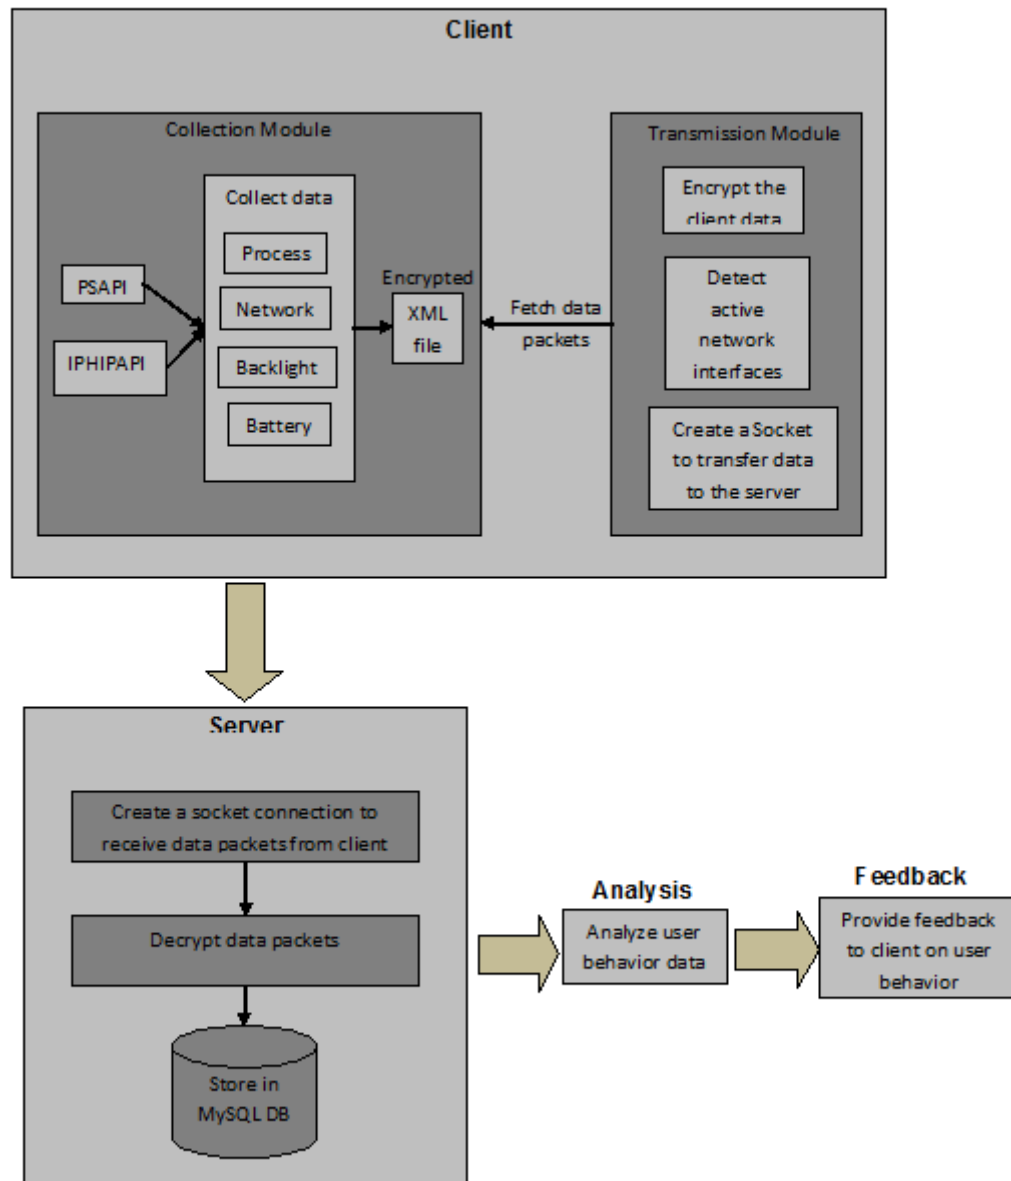 Client
Collection Module
Collect data
Process
Network
Backlight
Battery
PSAPI
IPHIPAPI
Encrypted
XML
file
Fetch data
packets
Transmission Module
Encrypt the
client data
Detect
active
network
interfaces
Create a Socket
to transfer data
to the server
Server
Create a socket connection to
receive data packets from client
Decrypt data packets
Store in
MySQL DB
Analysis
Analyze user
behavior data
Feedback
Provide feedback
to client on user
behavior